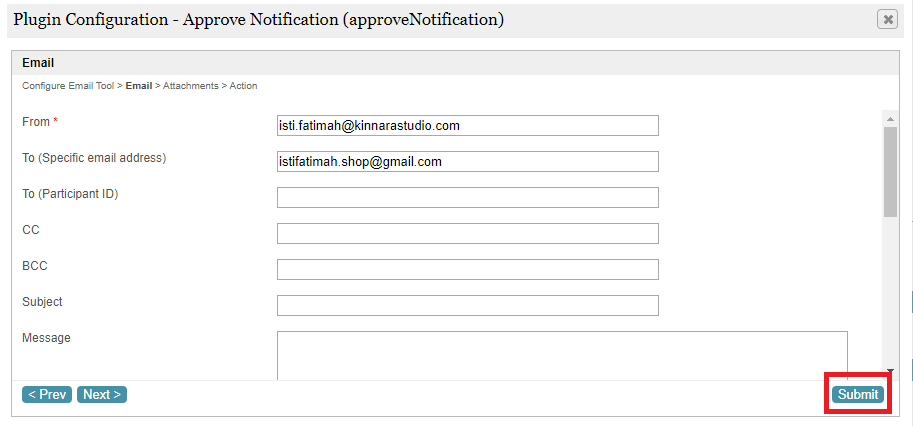 Plugin Configuration - Approve Notification (approveNotification)
Email
Configure Email Tool > Email > Attachments > Action
From *
isti.fatimah@kinnarastudio.com
To (Specific email address)
istifatimah.shop@gmail.com
To (Participant ID)
CC
BCC
Subject
Message
< Prev
Next >
Submit